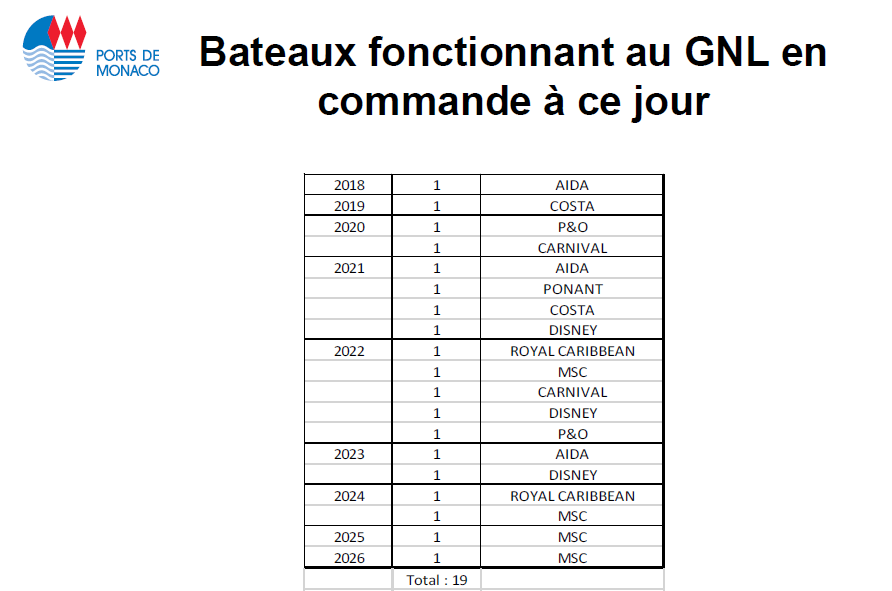 PORTS DE
MONACO
Bateaux fonctionnant au GNL en
commande à ce jour
2018 1 AIDA
2019 1 COSTA
2020 1 P&O
1 CARNIVAL
2021 1 AIDA
1 PONANT
1 COSTA
1 DISNEY
2022 1 ROYAL CARIBBEAN
1 MSC
1 CARNIVAL
1 DISNEY
1 P&O
2023 1 AIDA
1 DISNEY
2024 1 ROYAL CARIBBEAN
1 MSC
2025 1 MSC
2026 1 MSC
Total : 19